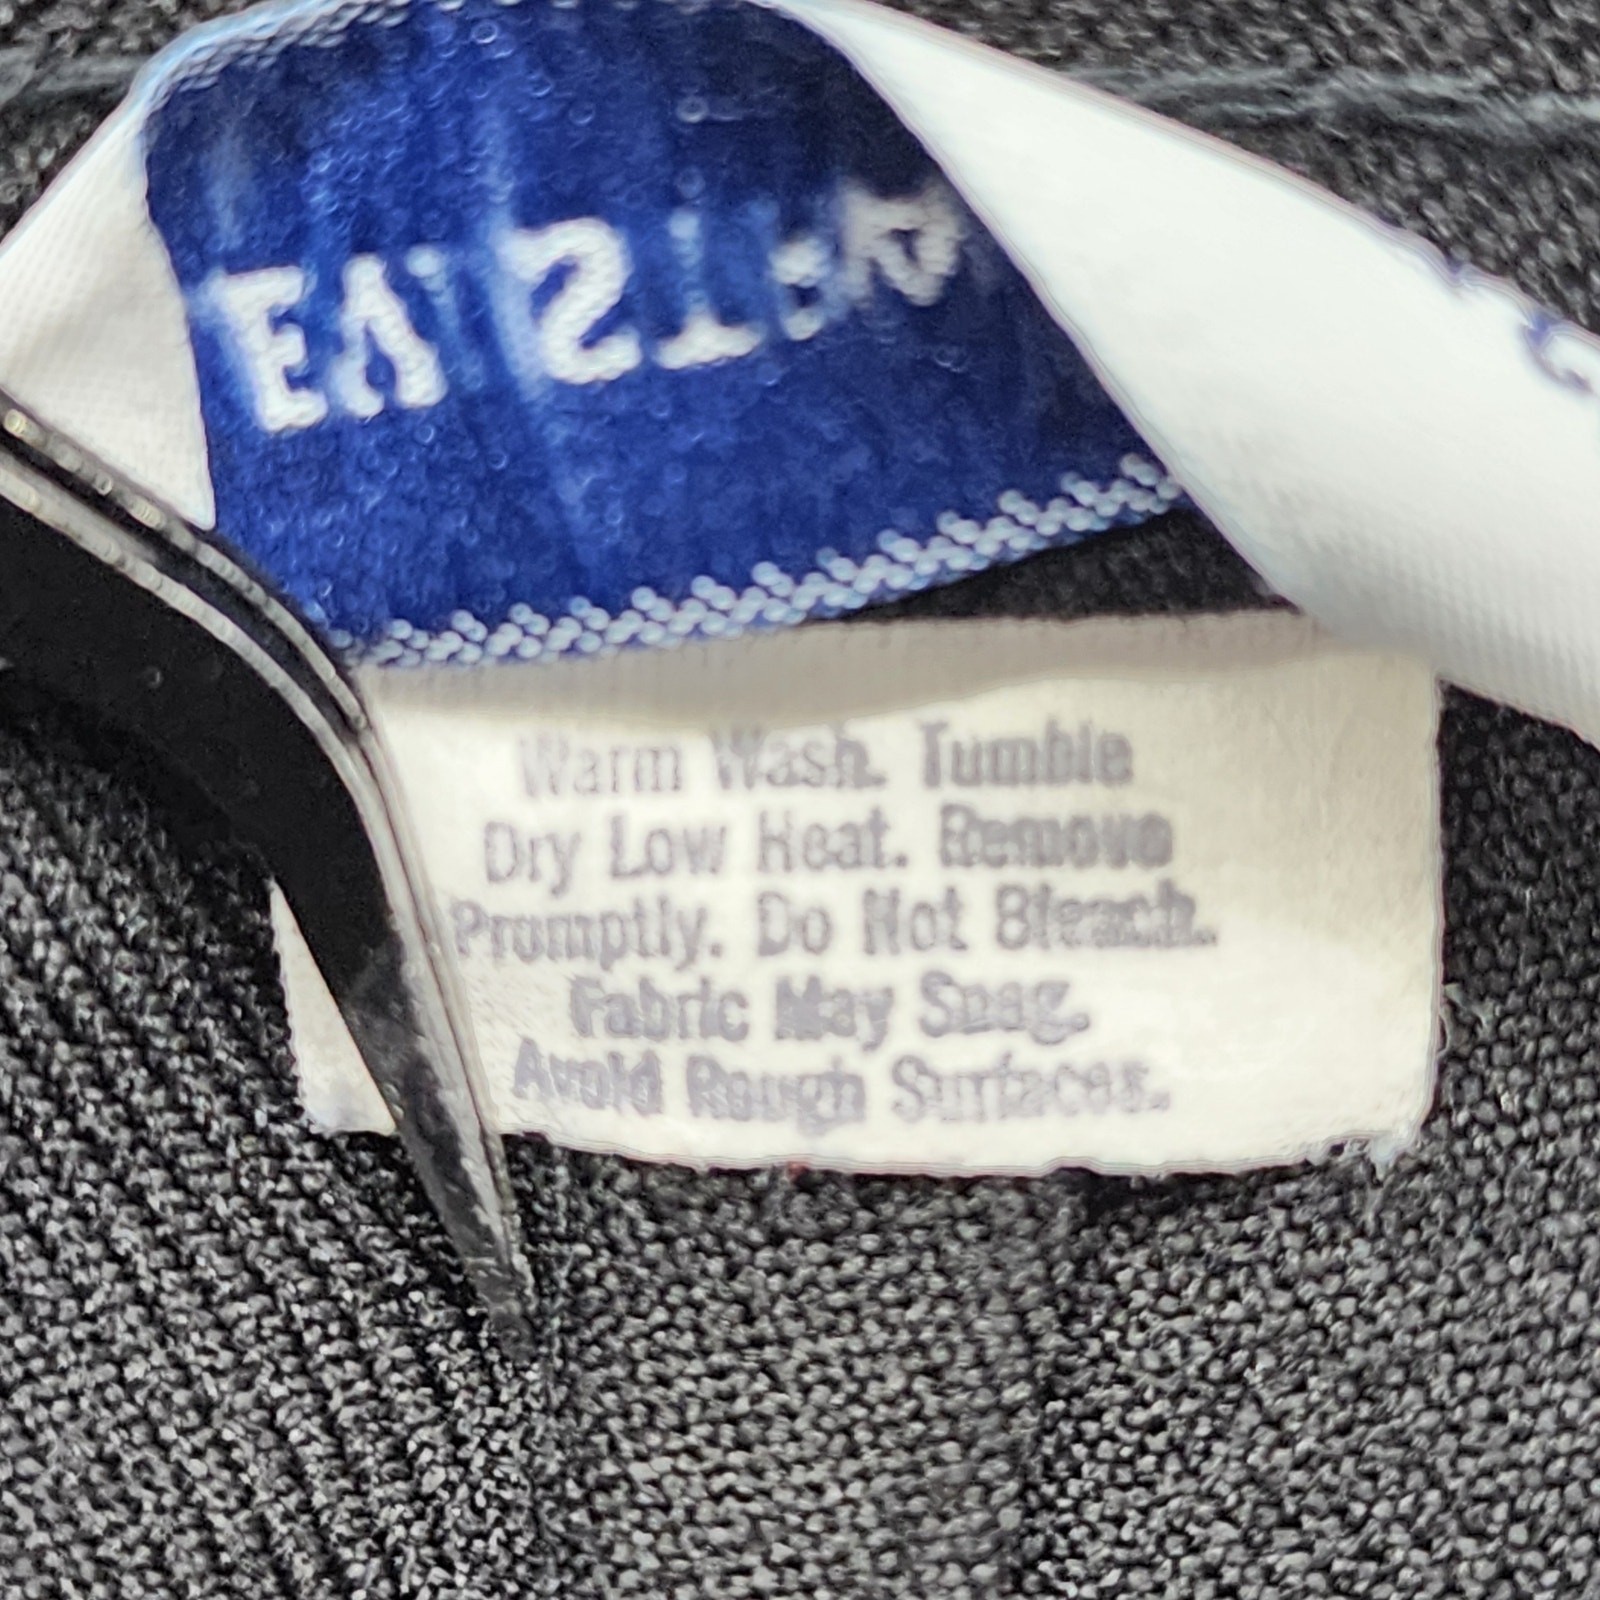 Warm Wash. Tumble
Dry Low Heat. Remove
Promptly. Do Not Bleach.
Fabric May Snag.
Avoid Rough Surfaces.